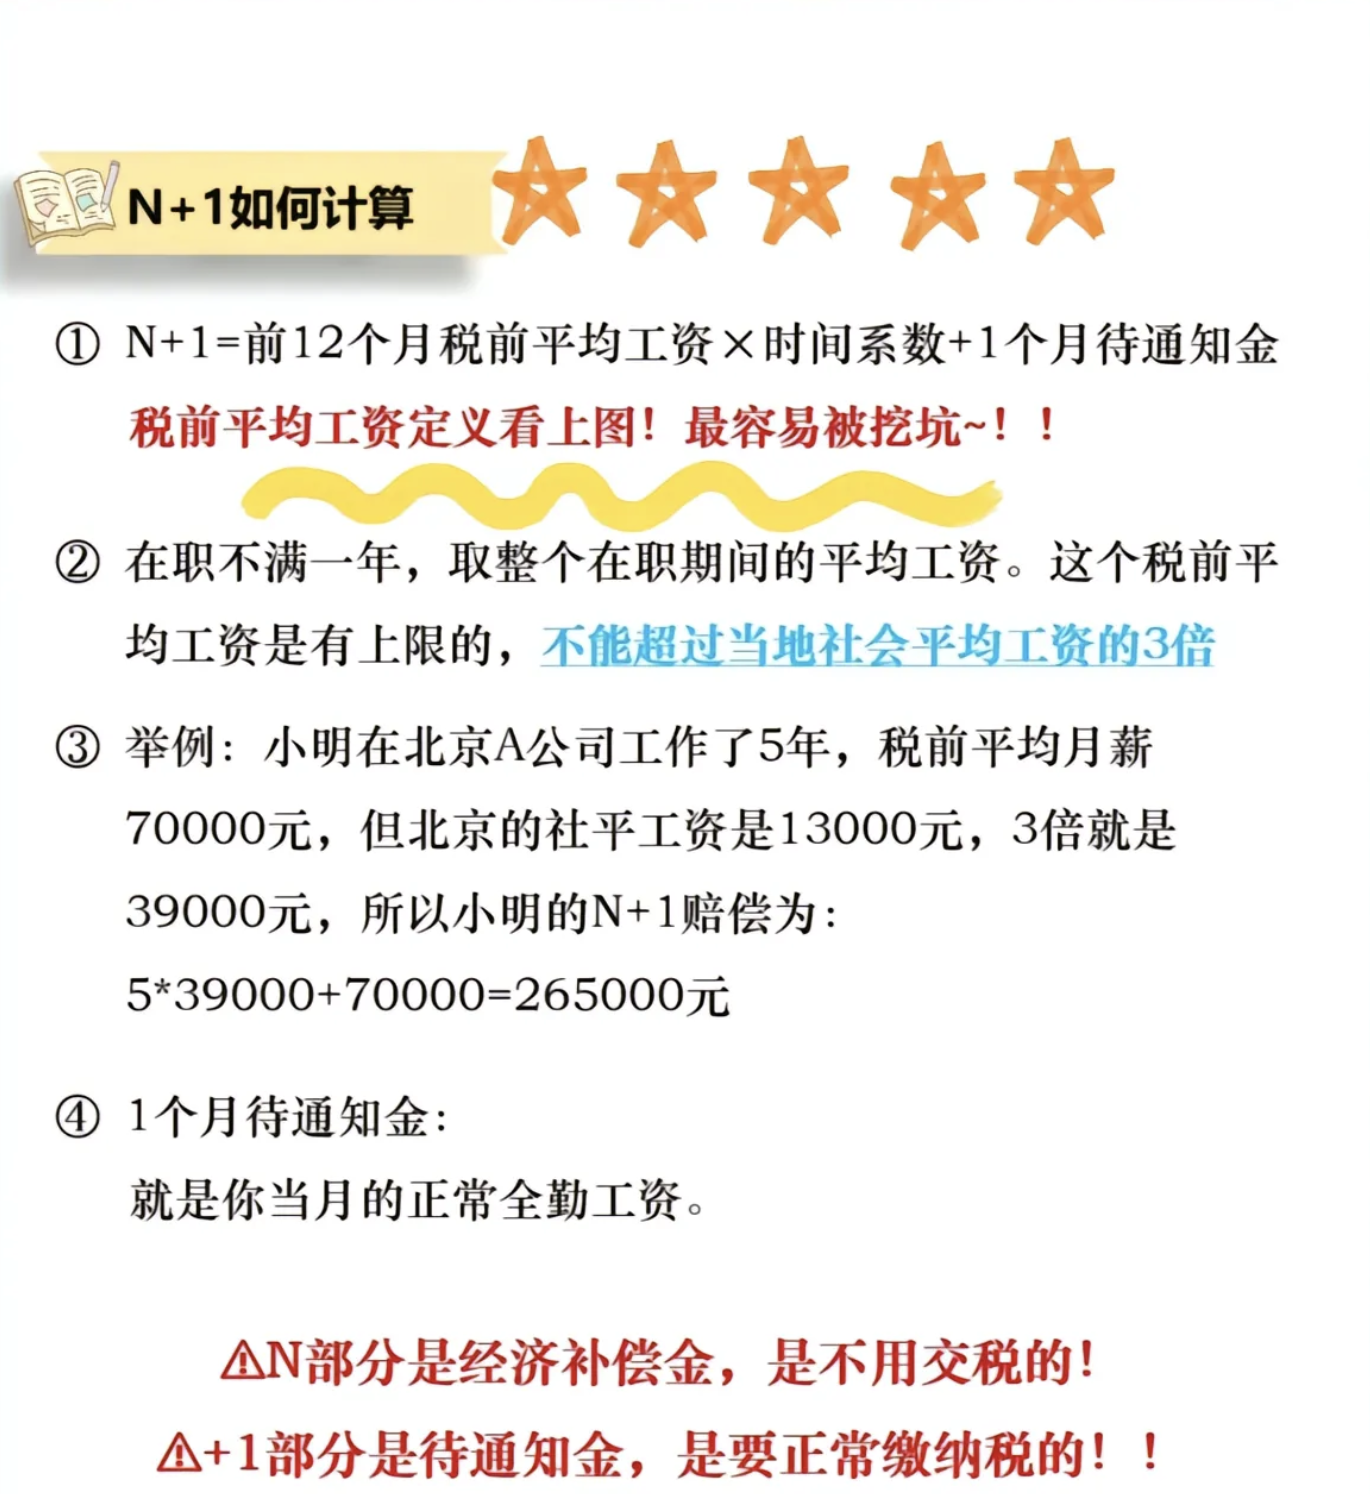 N+1如何计算
① N+1=前12个月税前平均工资×时间系数+1个月待通知金
税前平均工资定义看上图！最容易被挖坑~！！
② 在职不满一年，取整个在职期间的平均工资。这个税前平
均工资是有上限的，不能超过当地社会平均工资的3倍
③ 举例：小明在北京A公司工作了5年，税前平均月薪
70000元，但北京的社平工资是13000元，3倍就是
39000元，所以小明的N+1赔偿为：
5*39000+70000=265000元
④ 1个月待通知金：
就是你当月的正常全勤工资。
⚠N部分是经济补偿金，是不用交税的！
⚠+1部分是待通知金，是要正常缴纳税的！！